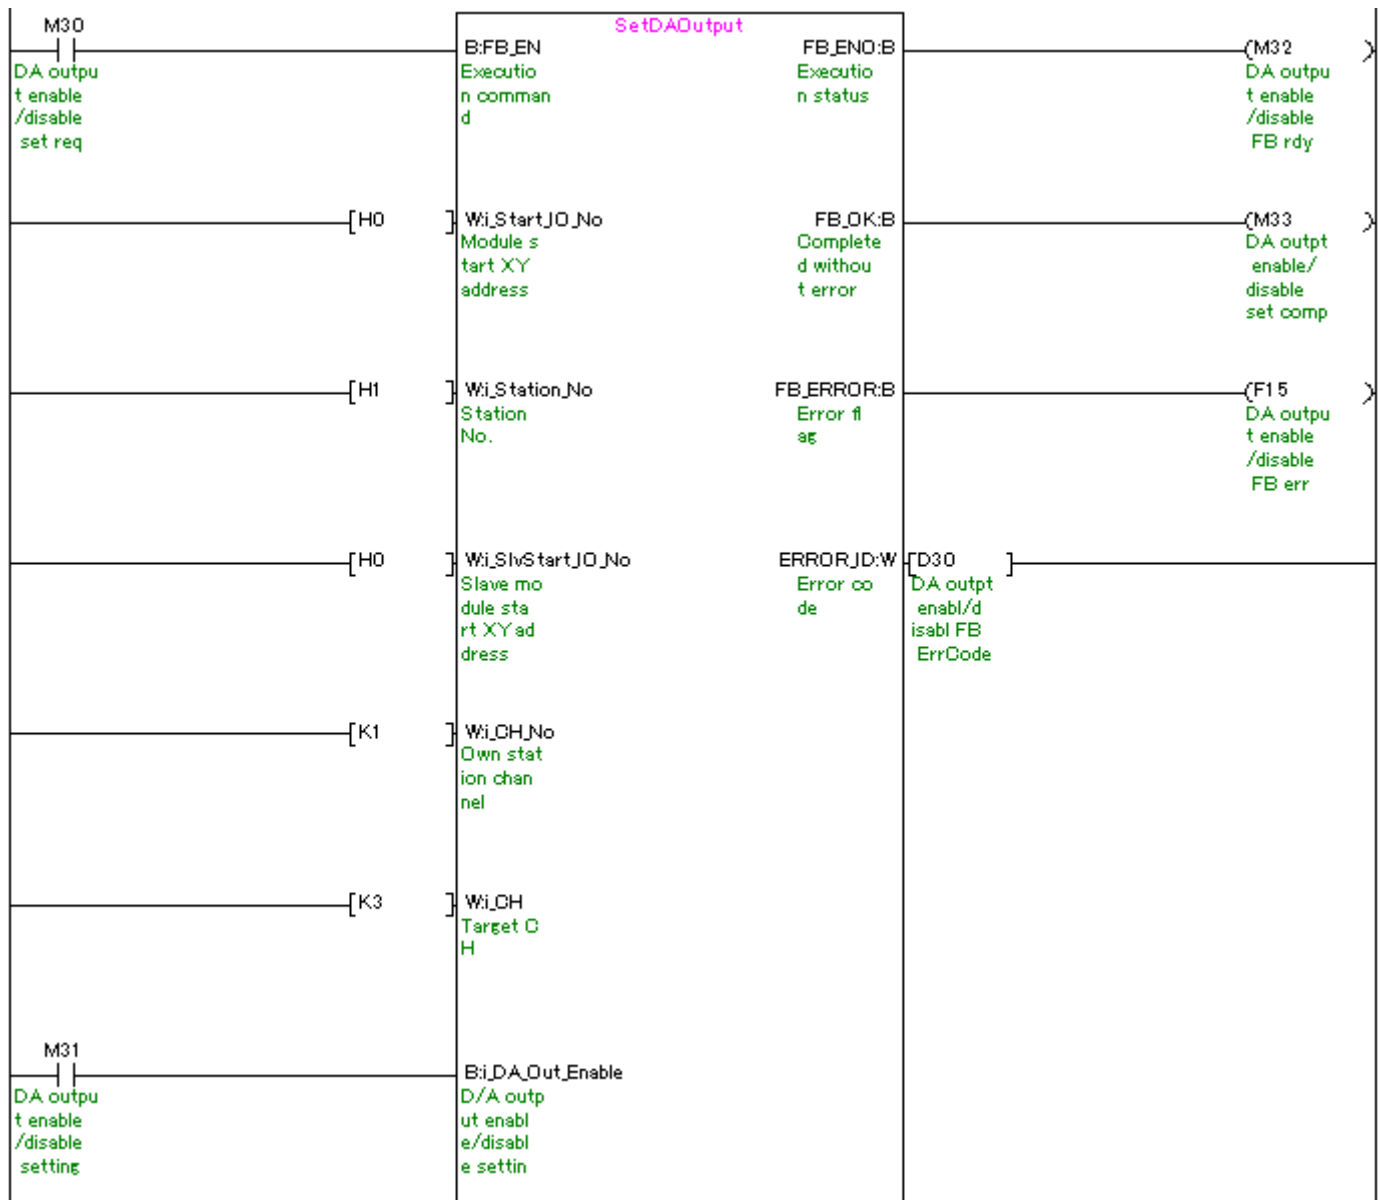 M30
SetDAOutput
B:FB_EN
FB_ENO:B
(M32 )
DA outpu
t enable
/disable
set req
Executio
n comman
d
Executio
n status
DA outpu
t enable
/disable
FB rdy
[H0 ]
W:i_Start_IO_No
FB_OK:B
(M33 )
Module s
tart XY
address
Complete
d withou
t error
DA outpt
enable/
disable
set comp
[H1 ]
W:i_Station_No
FB_ERROR:B
(F15 )
Station
No.
Error fl
ag
DA outpu
t enable
/disable
FB err
[H0 ]
W:i_SlvStart_IO_No
ERROR_ID:W
[D30 ]
Slave mo
dule sta
rt XY ad
dress
Error co
de
DA outpt
enabl/d
isabl FB
ErrCode
[K1 ]
W:i_CH_No
Own stat
ion chan
nel
[K3 ]
W:i_CH
Target C
H
M31
B:i_DA_Out_Enable
DA outpu
t enable
/disable
setting
D/A outp
ut enabl
e/disabl
e settin